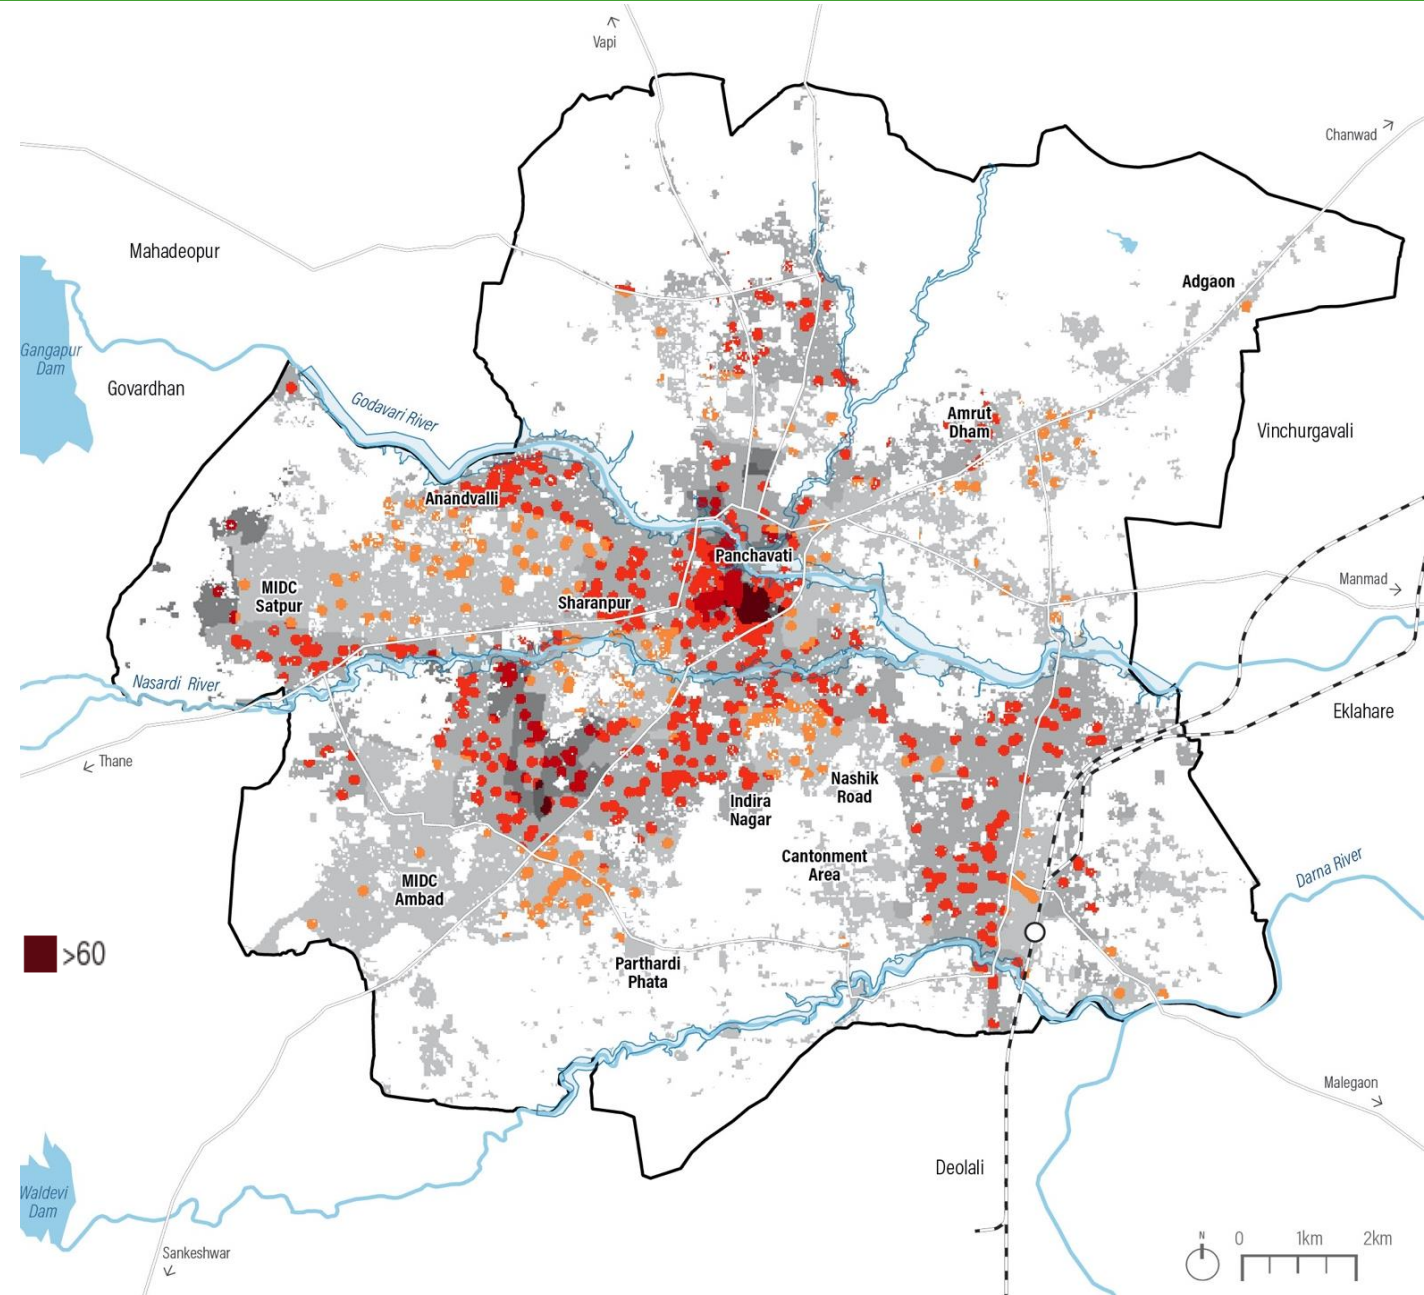 Vapi
Chanwad
Mahadeopur
Adgaon
Gangapur
Dam
Govardhan
Godavari River
Amrut
Dham
Vinchurgavali
Anandvalli
Panchavati
Manmad
MIDC
Satpur
Sharanpur
Nasardi River
Eklahare
Thane
Nashik
Road
Indira
Nagar
Cantonment
Area
MIDC
Ambad
Darna River
>60
Parthardi
Phata
Malegaon
Deolali
Waldevi
Dam
Sankeshwar
N
0 1km 2km